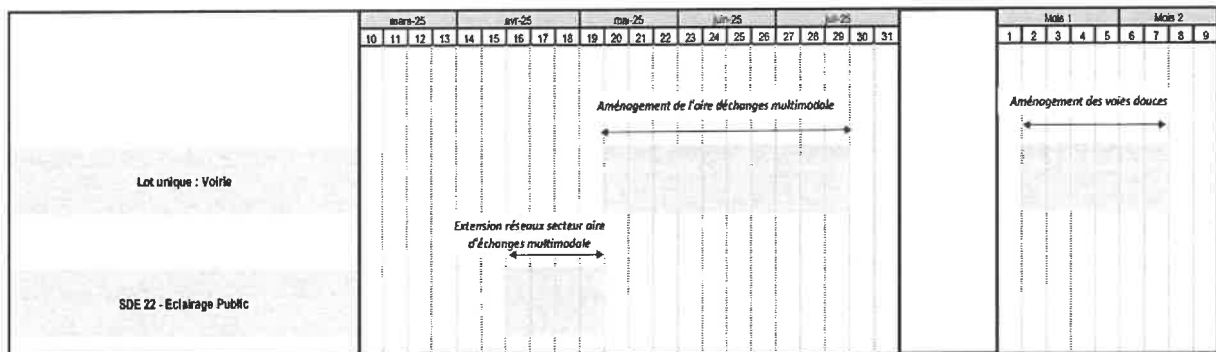 mars-25 avr-25 mai-25 juin-25 juil-25 Mois 1 Mois 2
10 11 12 13 14 15 16 17 18 19 20 21 22 23 24 25 26 27 28 29 30 31 1 2 3 4 5 6 7 8 9
Aménagement de l'aire déchanges multimodale Aménagement des voies douces
Lot unique : Voirie
Extension réseaux secteur aire
d'échanges multimodale
SDE 22 - Eclairage Public